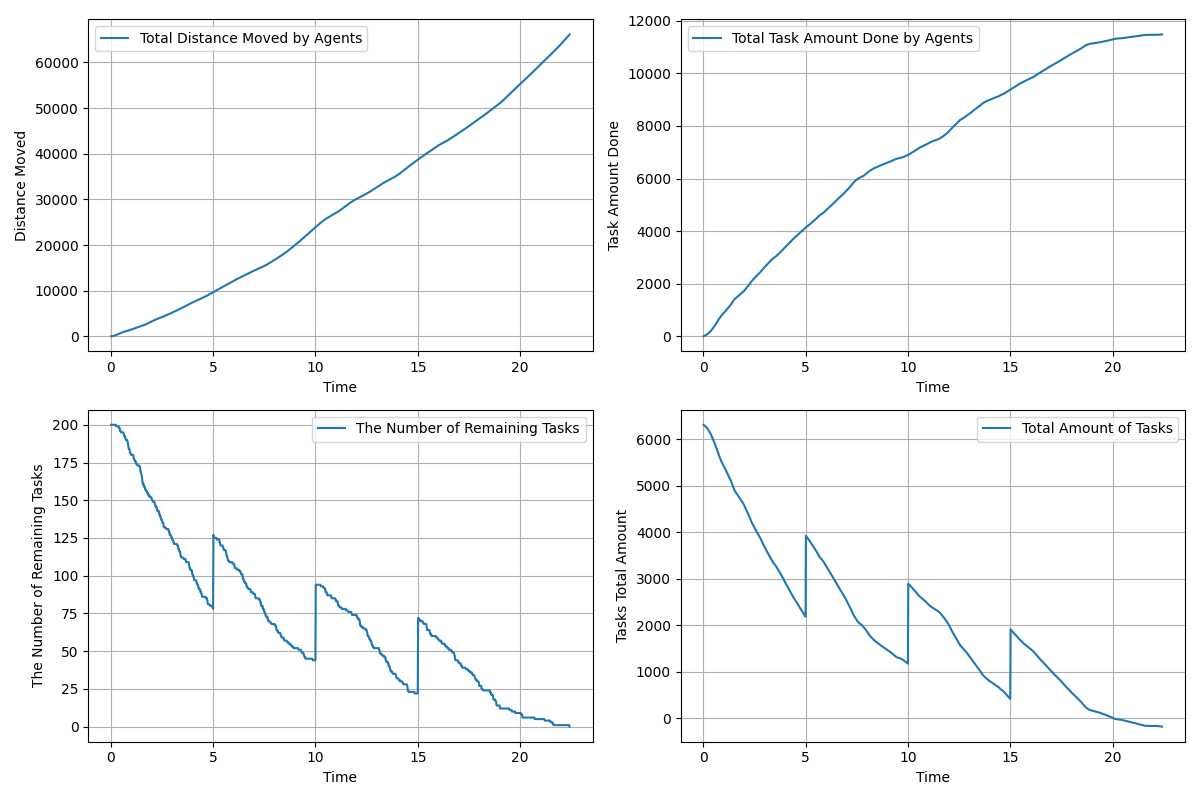 Total Distance Moved by Agents
Distance Moved
60000
50000
40000
30000
20000
10000
0
0 5 10 15 20
Time
Total Task Amount Done by Agents
Task Amount Done
12000
10000
8000
6000
4000
2000
0
0 5 10 15 20
Time
The Number of Remaining Tasks
The Number of Remaining Tasks
200
175
150
125
100
75
50
25
0
0 5 10 15 20
Time
Total Amount of Tasks
Tasks Total Amount
6000
5000
4000
3000
2000
1000
0
0 5 10 15 20
Time